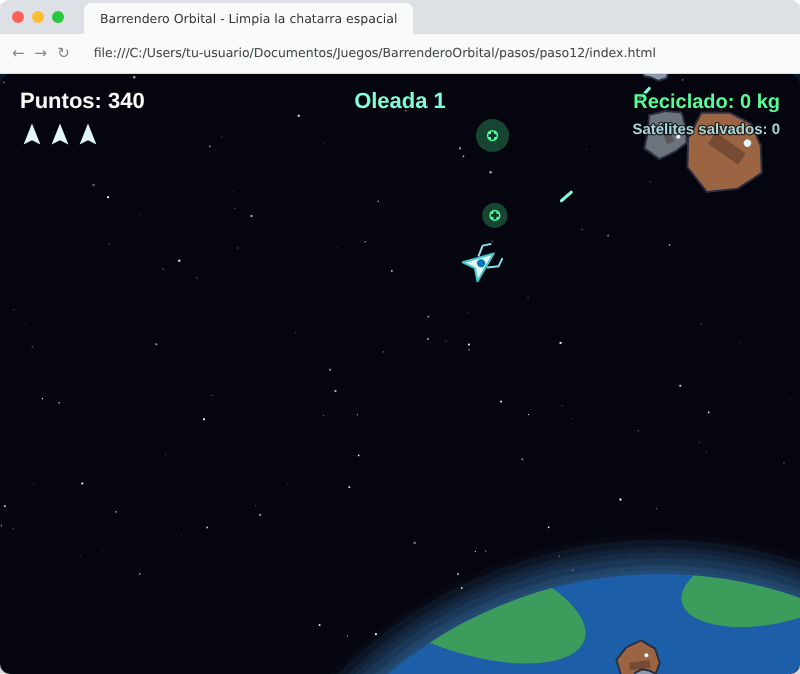 Barrendero Orbital - Limpia la chatarra espacial
file:///C:/Users/tu-usuario/Documentos/Juegos/BarrenderoOrbital/pasos/paso12/index.html
Puntos: 340
Oleada 1
Reciclado: 0 kg
Satélites salvados: 0